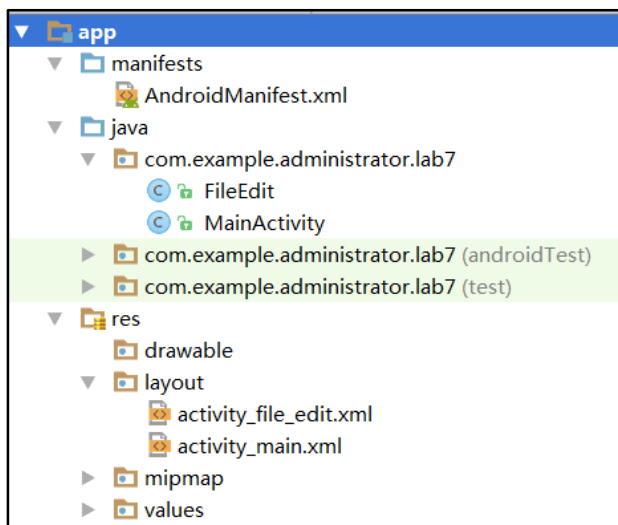 app
manifests
AndroidManifest.xml
java
com.example.administrator.lab7
C FileEdit
C MainActivity
com.example.administrator.lab7 (androidTest)
com.example.administrator.lab7 (test)
res
drawable
layout
activity_file_edit.xml
activity_main.xml
mipmap
values